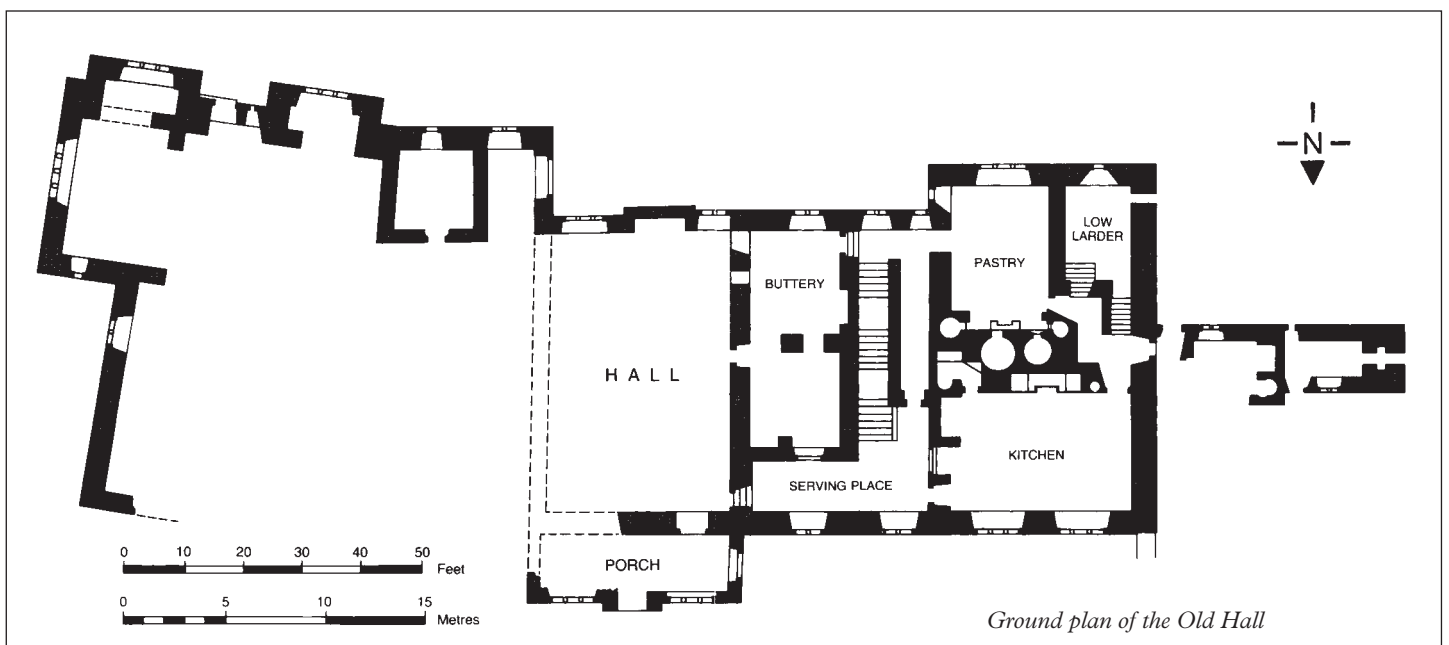 N
LOW
LARDER
PASTRY
BUTTERY
HALL
KITCHEN
SERVING PLACE
PORCH
0 10 20 30 40 50
Feet
0 5 10 15
Metres
Ground plan of the Old Hall